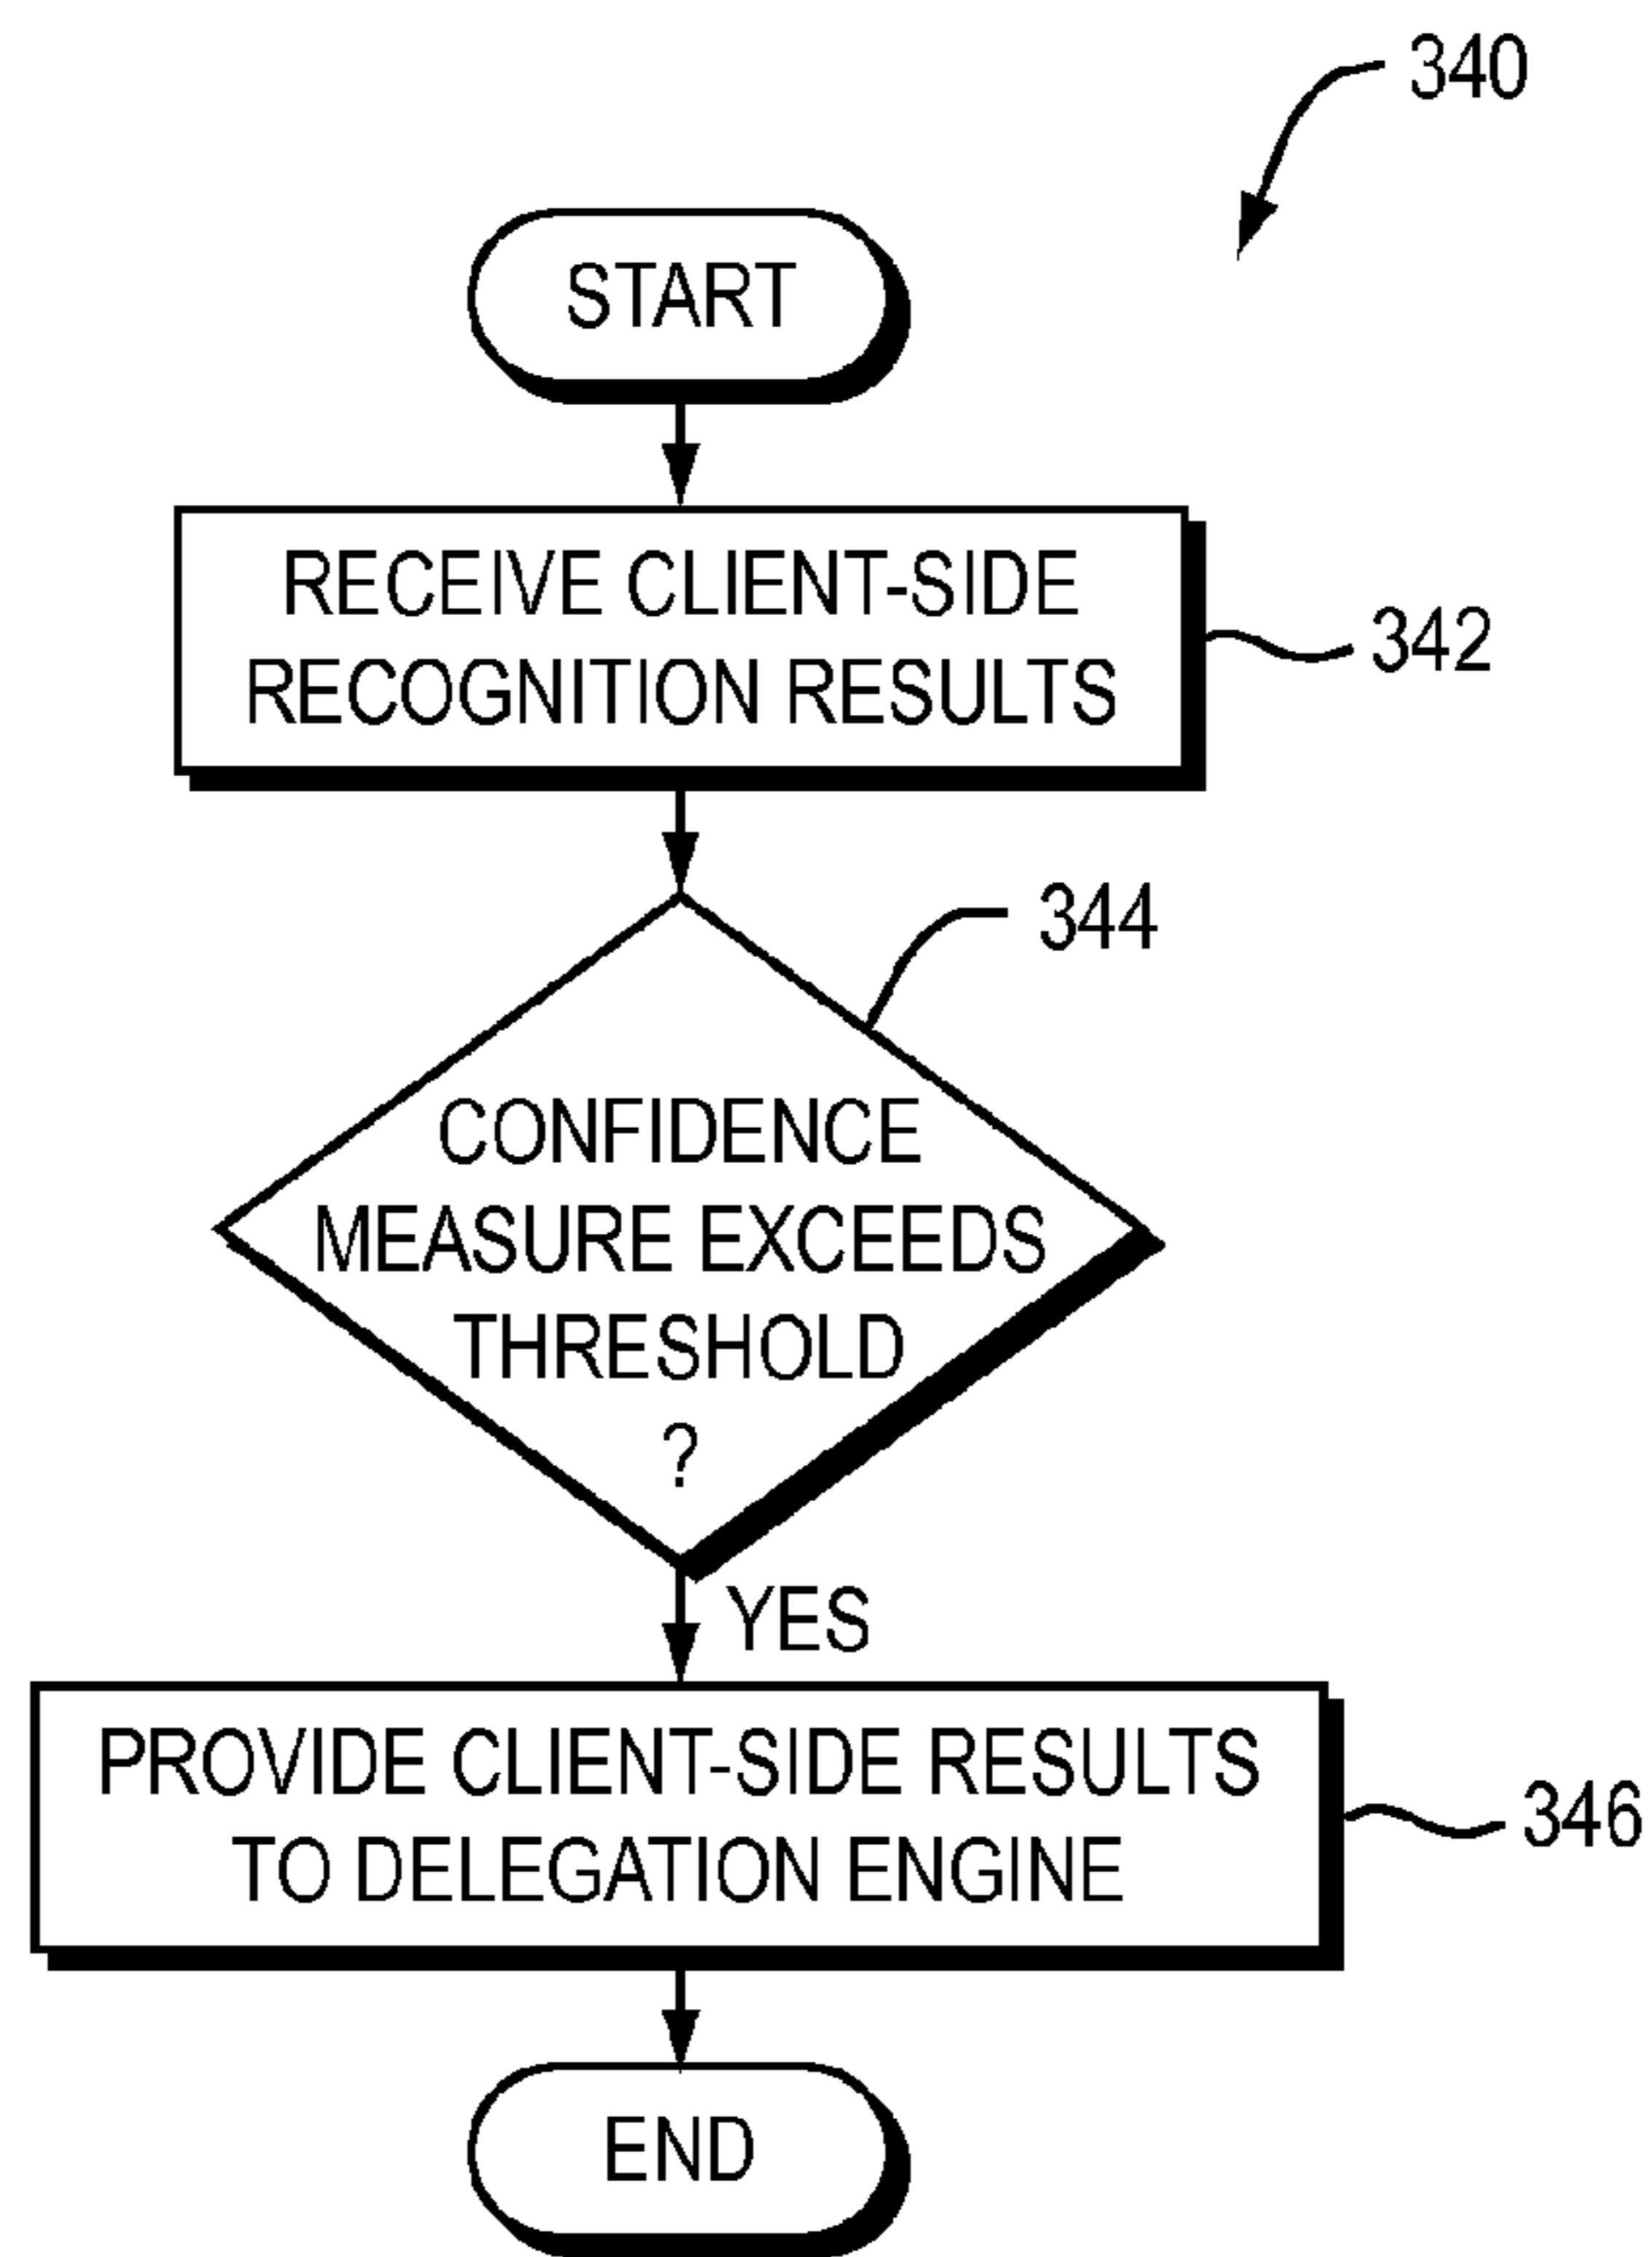 340
START
RECEIVE CLIENT-SIDE
RECOGNITION RESULTS
342
344
CONFIDENCE
MEASURE EXCEEDS
THRESHOLD
?
YES
PROVIDE CLIENT-SIDE RESULTS
TO DELEGATION ENGINE
346
END